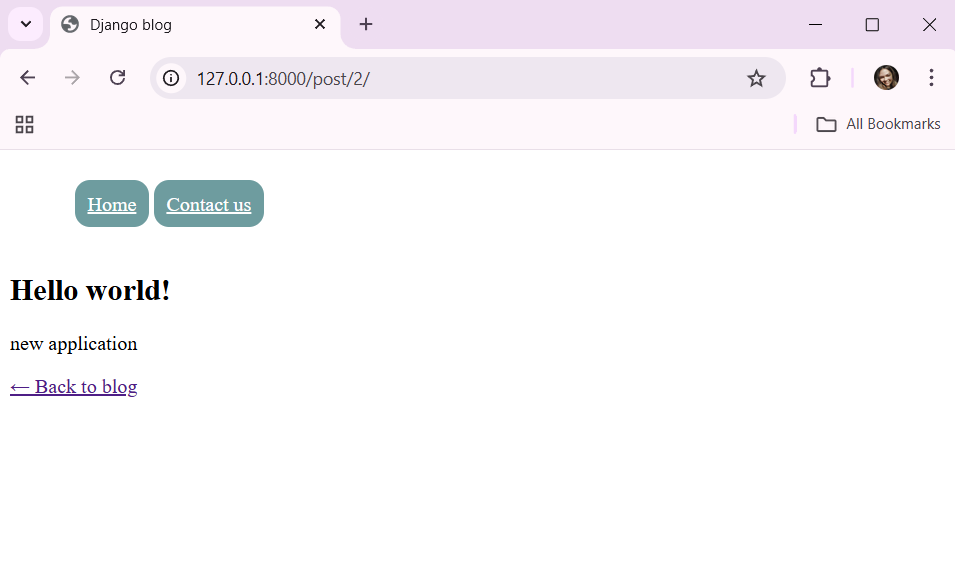 Django blog
127.0.0.1:8000/post/2/
All Bookmarks
Home Contact us
Hello world!
new application
← Back to blog